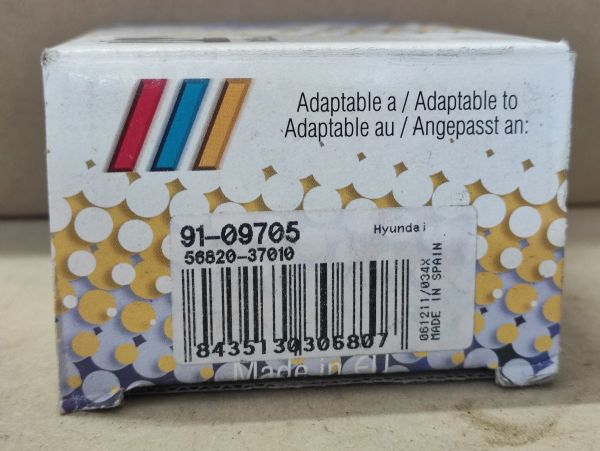 Adaptable a / Adaptable to
Adaptable au / Angepasst an:
91-09705
Hyundai
56820-37010
8435130306807
061211/034X
MADE IN SPAIN
Made in EU